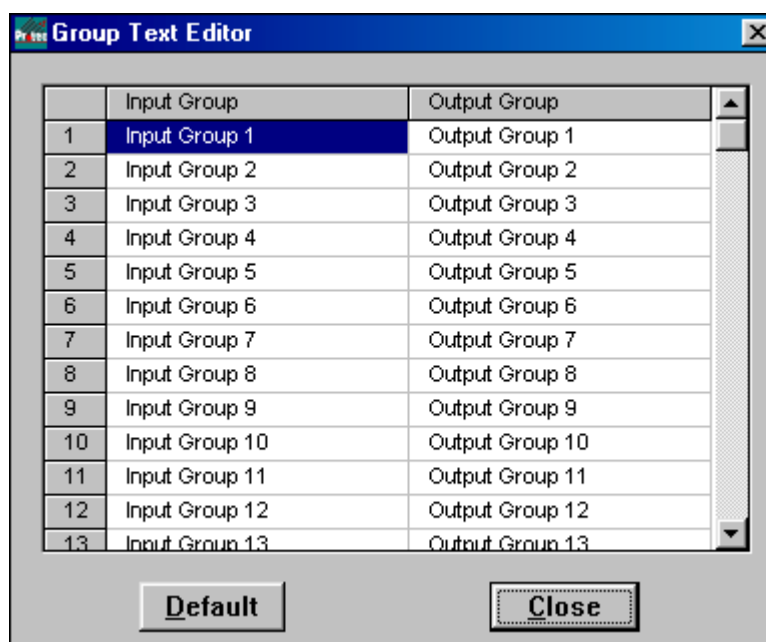 Protec Group Text Editor
Input Group Output Group
1 Input Group 1 Output Group 1
2 Input Group 2 Output Group 2
3 Input Group 3 Output Group 3
4 Input Group 4 Output Group 4
5 Input Group 5 Output Group 5
6 Input Group 6 Output Group 6
7 Input Group 7 Output Group 7
8 Input Group 8 Output Group 8
9 Input Group 9 Output Group 9
10 Input Group 10 Output Group 10
11 Input Group 11 Output Group 11
12 Input Group 12 Output Group 12
13 Input Group 13 Output Group 13
Default Close